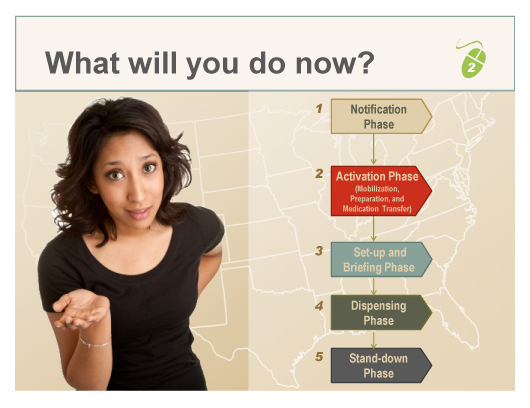 What will you do now?
2
1
Notification
Phase
2
Activation Phase
(Mobilization,
Preparation, and
Medication Transfer)
3
Set-up and
Briefing Phase
4
Dispensing
Phase
5
Stand-down
Phase